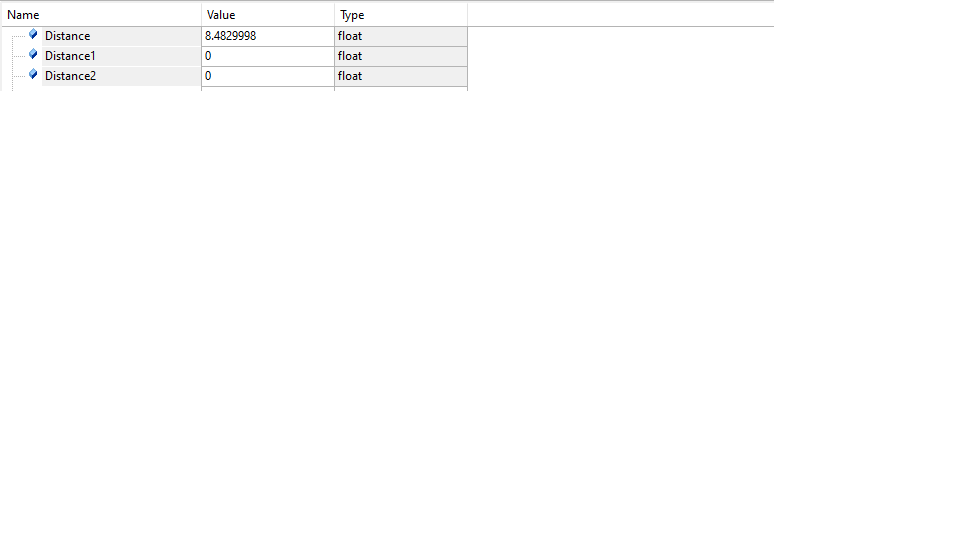 Name Value Type
Distance 8.4829998 float
Distance1 0 float
Distance2 0 float